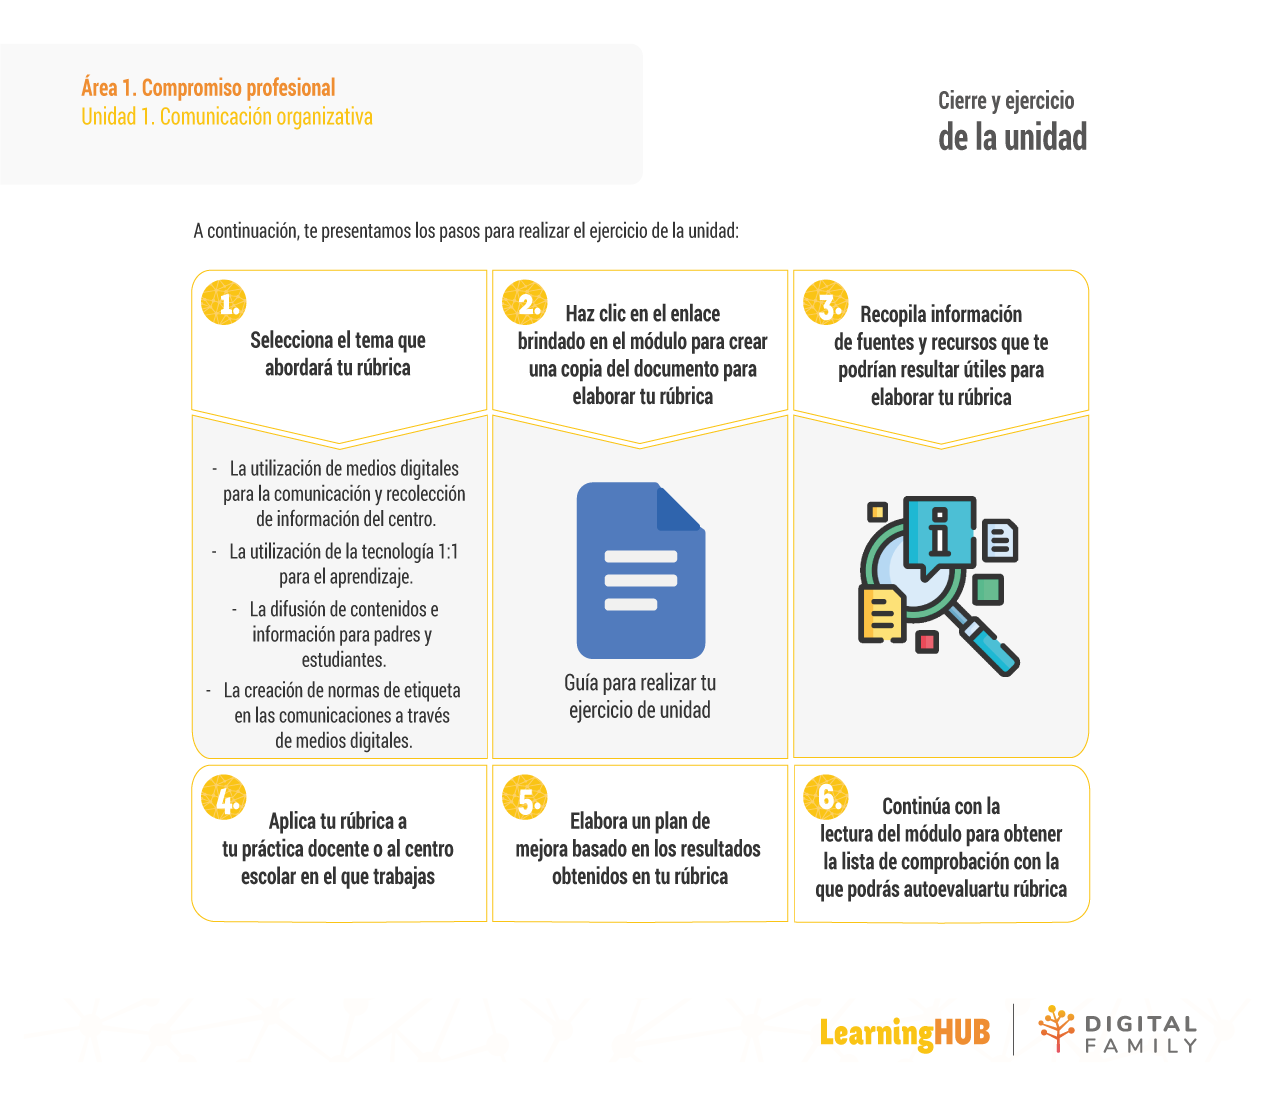 Área 1. Compromiso profesional
Unidad 1. Comunicación organizativa
Cierre y ejercicio
de la unidad
A continuación, te presentamos los pasos para realizar el ejercicio de la unidad:
1.
Selecciona el tema que
abordará tu rúbrica
- La utilización de medios digitales
para la comunicación y recolección
de información del centro.
- La utilización de la tecnología 1:1
para el aprendizaje.
- La difusión de contenidos e
información para padres y
estudiantes.
- La creación de normas de etiqueta
en las comunicaciones a través
de medios digitales.
2.
Haz clic en el enlace
brindado en el módulo para crear
una copia del documento para
elaborar tu rúbrica
Guía para realizar tu
ejercicio de unidad
3.
Recopila información
de fuentes y recursos que te
podrían resultar útiles para
elaborar tu rúbrica
i
4.
Aplica tu rúbrica a
tu práctica docente o al centro
escolar en el que trabajas
5.
Elabora un plan de
mejora basado en los resultados
obtenidos en tu rúbrica
6.
Continúa con la
lectura del módulo para obtener
la lista de comprobación con la
que podrás autoevaluartu rúbrica
LearningHUB
DIGITAL
FAMILY